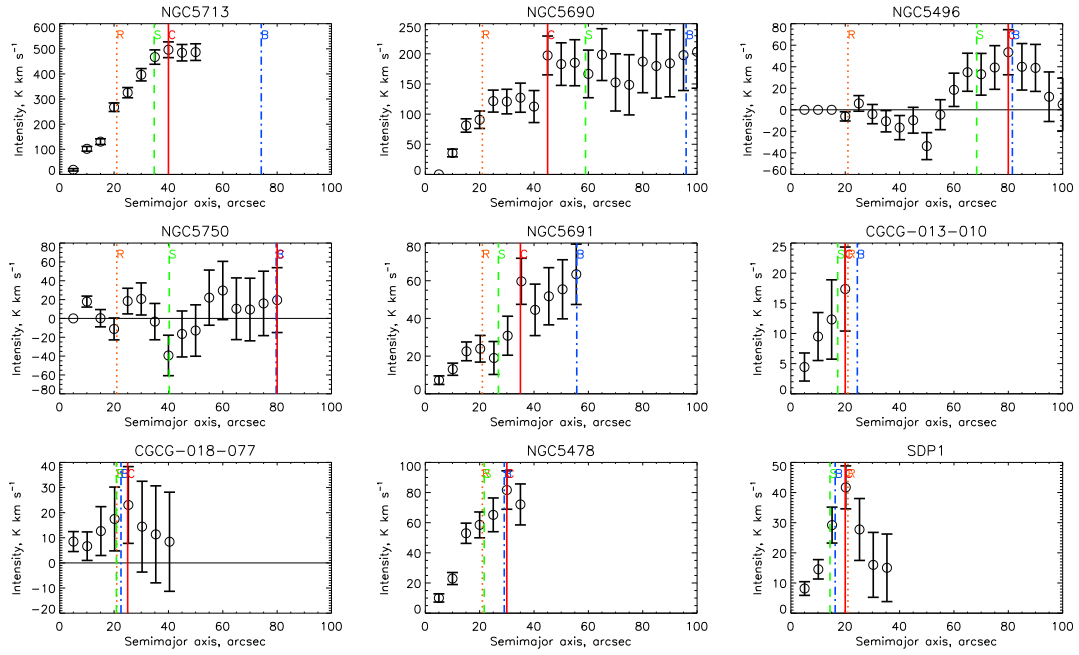 NGC5713
NGC5690
NGC5496
Intensity, K km s⁻¹
600
500
400
300
200
100
0
R
S
C
B
0 20 40 60 80 100
Semimajor axis, arcsec
Intensity, K km s⁻¹
250
200
150
100
50
0
R
C
S
B
0 20 40 60 80 100
Semimajor axis, arcsec
Intensity, K km s⁻¹
80
60
40
20
0
-20
-40
-60
R
S
C
B
0 20 40 60 80 100
Semimajor axis, arcsec
NGC5750
NGC5691
CGCG-013-010
Intensity, K km s⁻¹
80
60
40
20
0
-20
-40
-60
-80
R
S
0 20 40 60 80 100
Semimajor axis, arcsec
Intensity, K km s⁻¹
80
60
40
20
0
R
S
C
B
0 20 40 60 80 100
Semimajor axis, arcsec
Intensity, K km s⁻¹
25
20
15
10
5
0
S
B
0 20 40 60 80 100
Semimajor axis, arcsec
CGCG-018-077
NGC5478
SDP1
Intensity, K km s⁻¹
40
30
20
10
0
-10
-20
C
0 20 40 60 80 100
Semimajor axis, arcsec
Intensity, K km s⁻¹
100
80
60
40
20
0
0 20 40 60 80 100
Semimajor axis, arcsec
Intensity, K km s⁻¹
50
40
30
20
10
0
0 20 40 60 80 100
Semimajor axis, arcsec